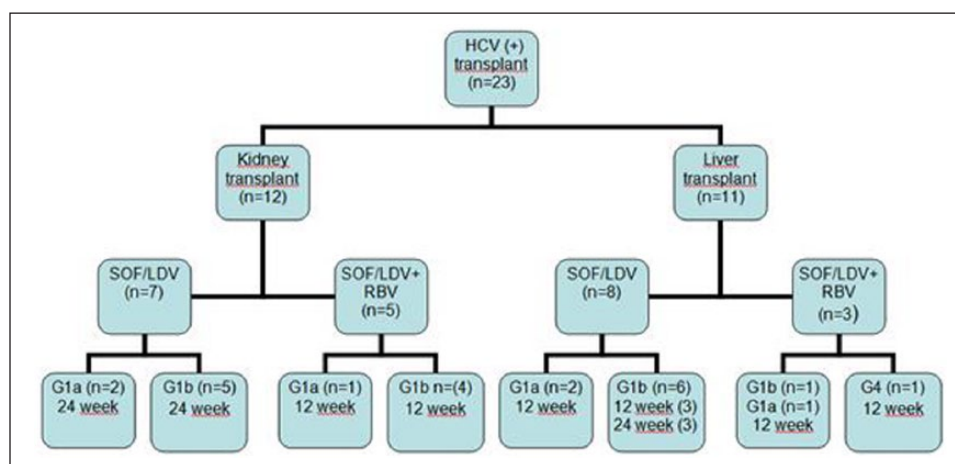 HCV (+)
transplant
(n=23)
Kidney
transplant
(n=12)
Liver
transplant
(n=11)
SOF/LDV
(n=7)
SOF/LDV+
RBV
(n=5)
SOF/LDV
(n=8)
SOF/LDV+
RBV
(n=3)
G1a (n=2)
24 week
G1b (n=5)
24 week
G1a (n=1)
12 week
G1b n=(4)
12 week
G1a (n=2)
12 week
G1b (n=6)
12 week (3)
24 week (3)
G1b (n=1)
G1a (n=1)
12 week
G4 (n=1)
12 week